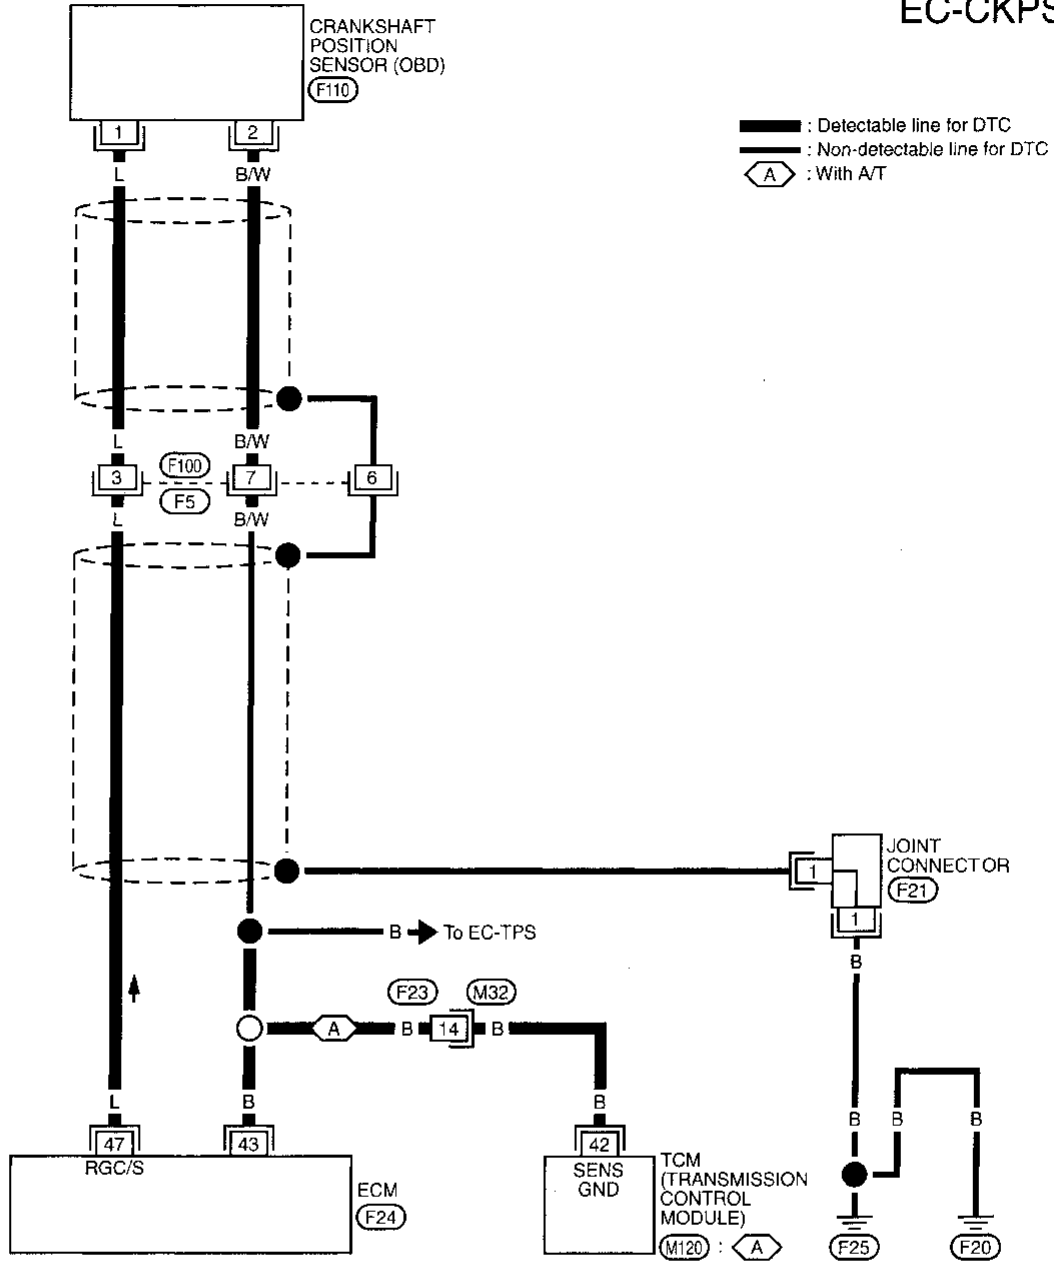 EC-CKPS
CRANKSHAFT
POSITION
SENSOR (OBD)
F110
1
2
: Detectable line for DTC
: Non-detectable line for DTC
A : With A/T
L
B/W
L
B/W
3
F100
F5
7
6
L
B/W
JOINT
CONNECTOR
F21
1
1
B
B To EC-TPS
F23
M32
A
B
14
B
L
B
B
B
B
B
47
43
42
RGC/S
SENS
GND
ECM
F24
TCM
(TRANSMISSION
CONTROL
MODULE)
M120 : A
F25
F20